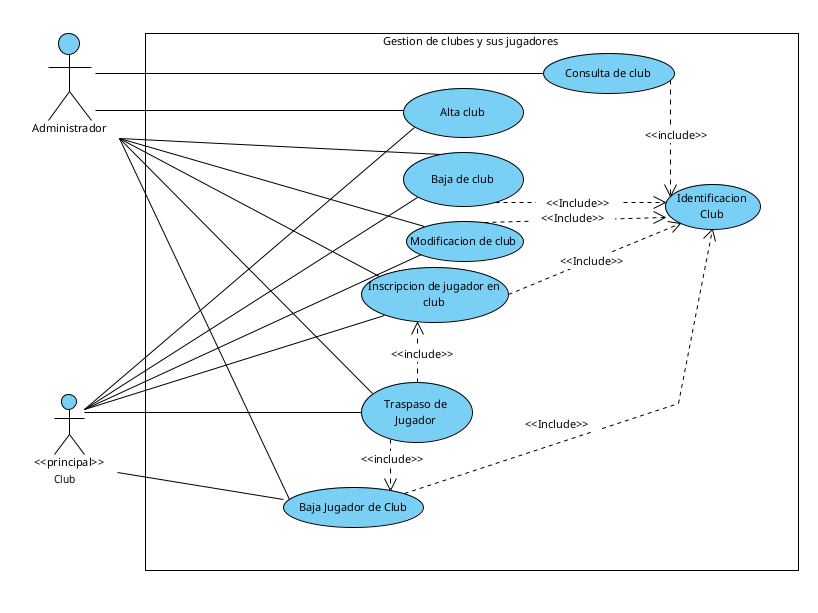 Gestion de clubes y sus jugadores
Consulta de club
Alta club
Administrador
<<include>>
Baja de club
<<Include>>
Identificacion
Club
<<Include>>
Modificacion de club
<<Include>>
Inscripcion de jugador en
club
<<include>>
Traspaso de
Jugador
<<Include>>
<<principal>>
Club
<<include>>
Baja Jugador de Club